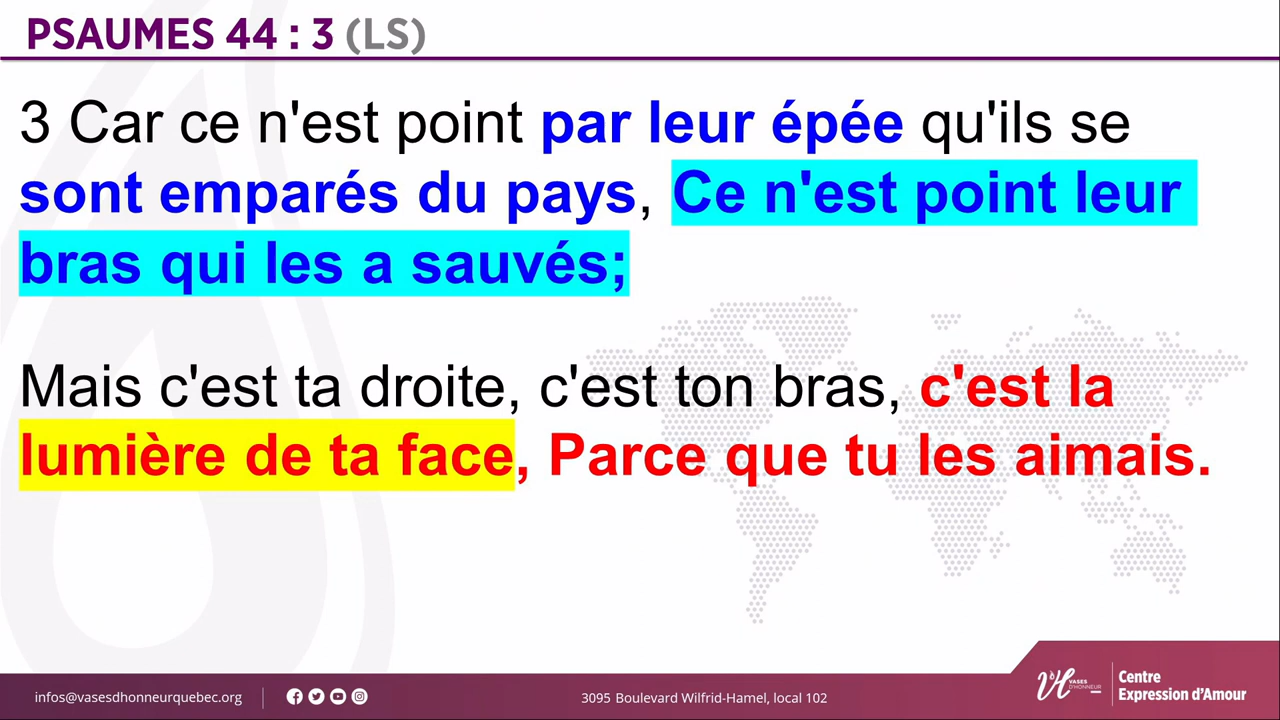 PSAUMES 44 : 3 (LS)
3 Car ce n'est point par leur épée qu'ils se
sont emparés du pays, Ce n'est point leur
bras qui les a sauvés;
Mais c'est ta droite, c'est ton bras, c'est la
lumière de ta face, Parce que tu les aimais.
infos@vasesdhonneurquebec.org
3095 Boulevard Wilfrid-Hamel, local 102
VASES
D'HONNEUR
Centre
Expression d'Amour